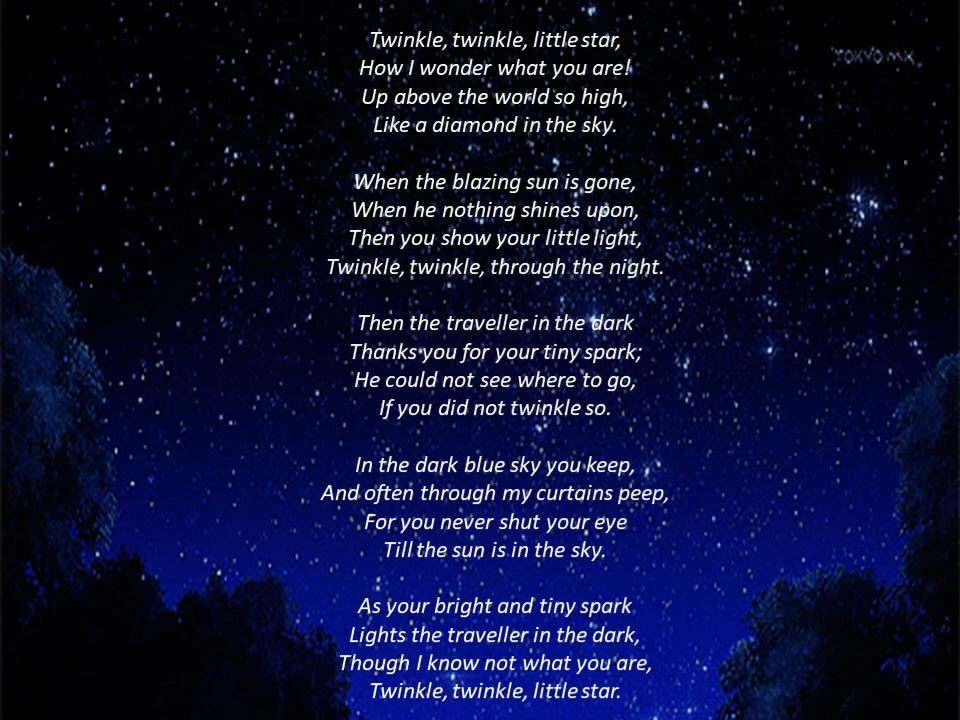 Twinkle, twinkle, little star,
How I wonder what you are!
Up above the world so high,
Like a diamond in the sky.
When the blazing sun is gone,
When he nothing shines upon,
Then you show your little light,
Twinkle, twinkle, through the night.
Then the traveller in the dark
Thanks you for your tiny spark;
He could not see where to go,
If you did not twinkle so.
In the dark blue sky you keep,
And often through my curtains peep,
For you never shut your eye
Till the sun is in the sky.
As your bright and tiny spark
Lights the traveller in the dark,
Though I know not what you are,
Twinkle, twinkle, little star.